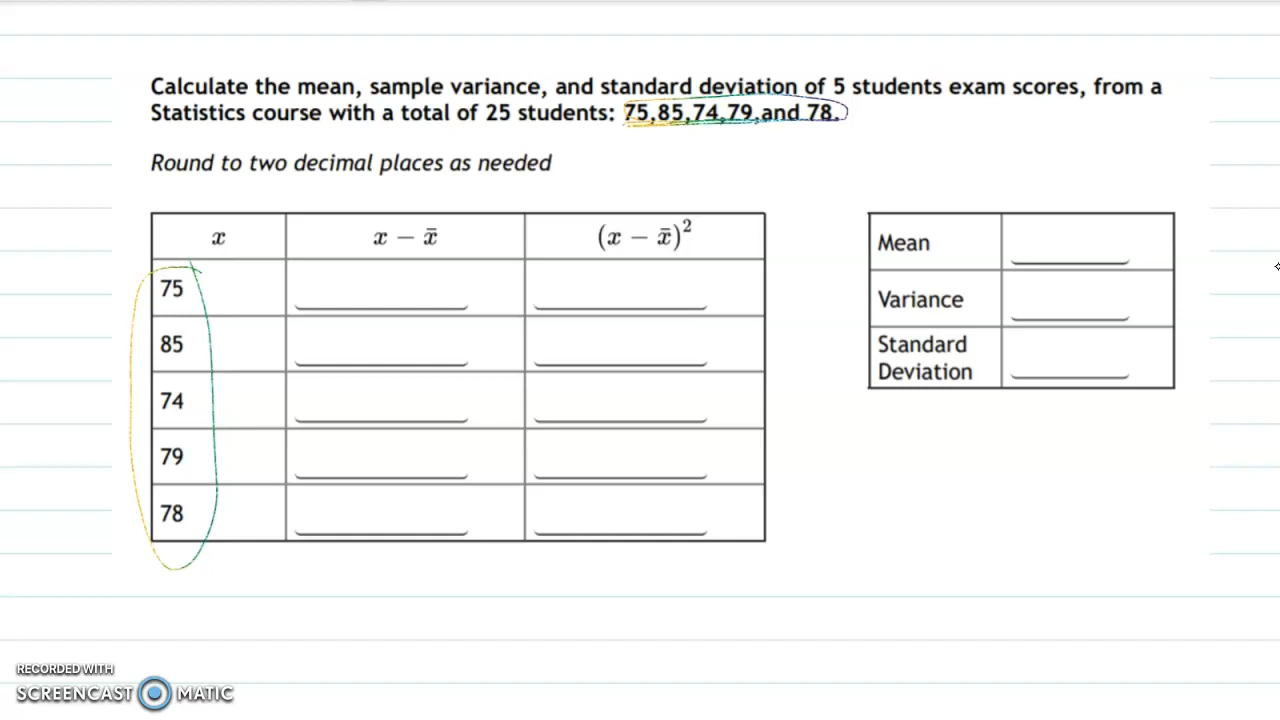 Calculate the mean, sample variance, and standard deviation of 5 students exam scores, from a
Statistics course with a total of 25 students: 75,85,74,79,and 78.
Round to two decimal places as needed
x x − x̄ (x − x̄)²
75
85
74
79
78
Mean
Variance
Standard
Deviation
RECORDED WITH
SCREENCAST MATIC